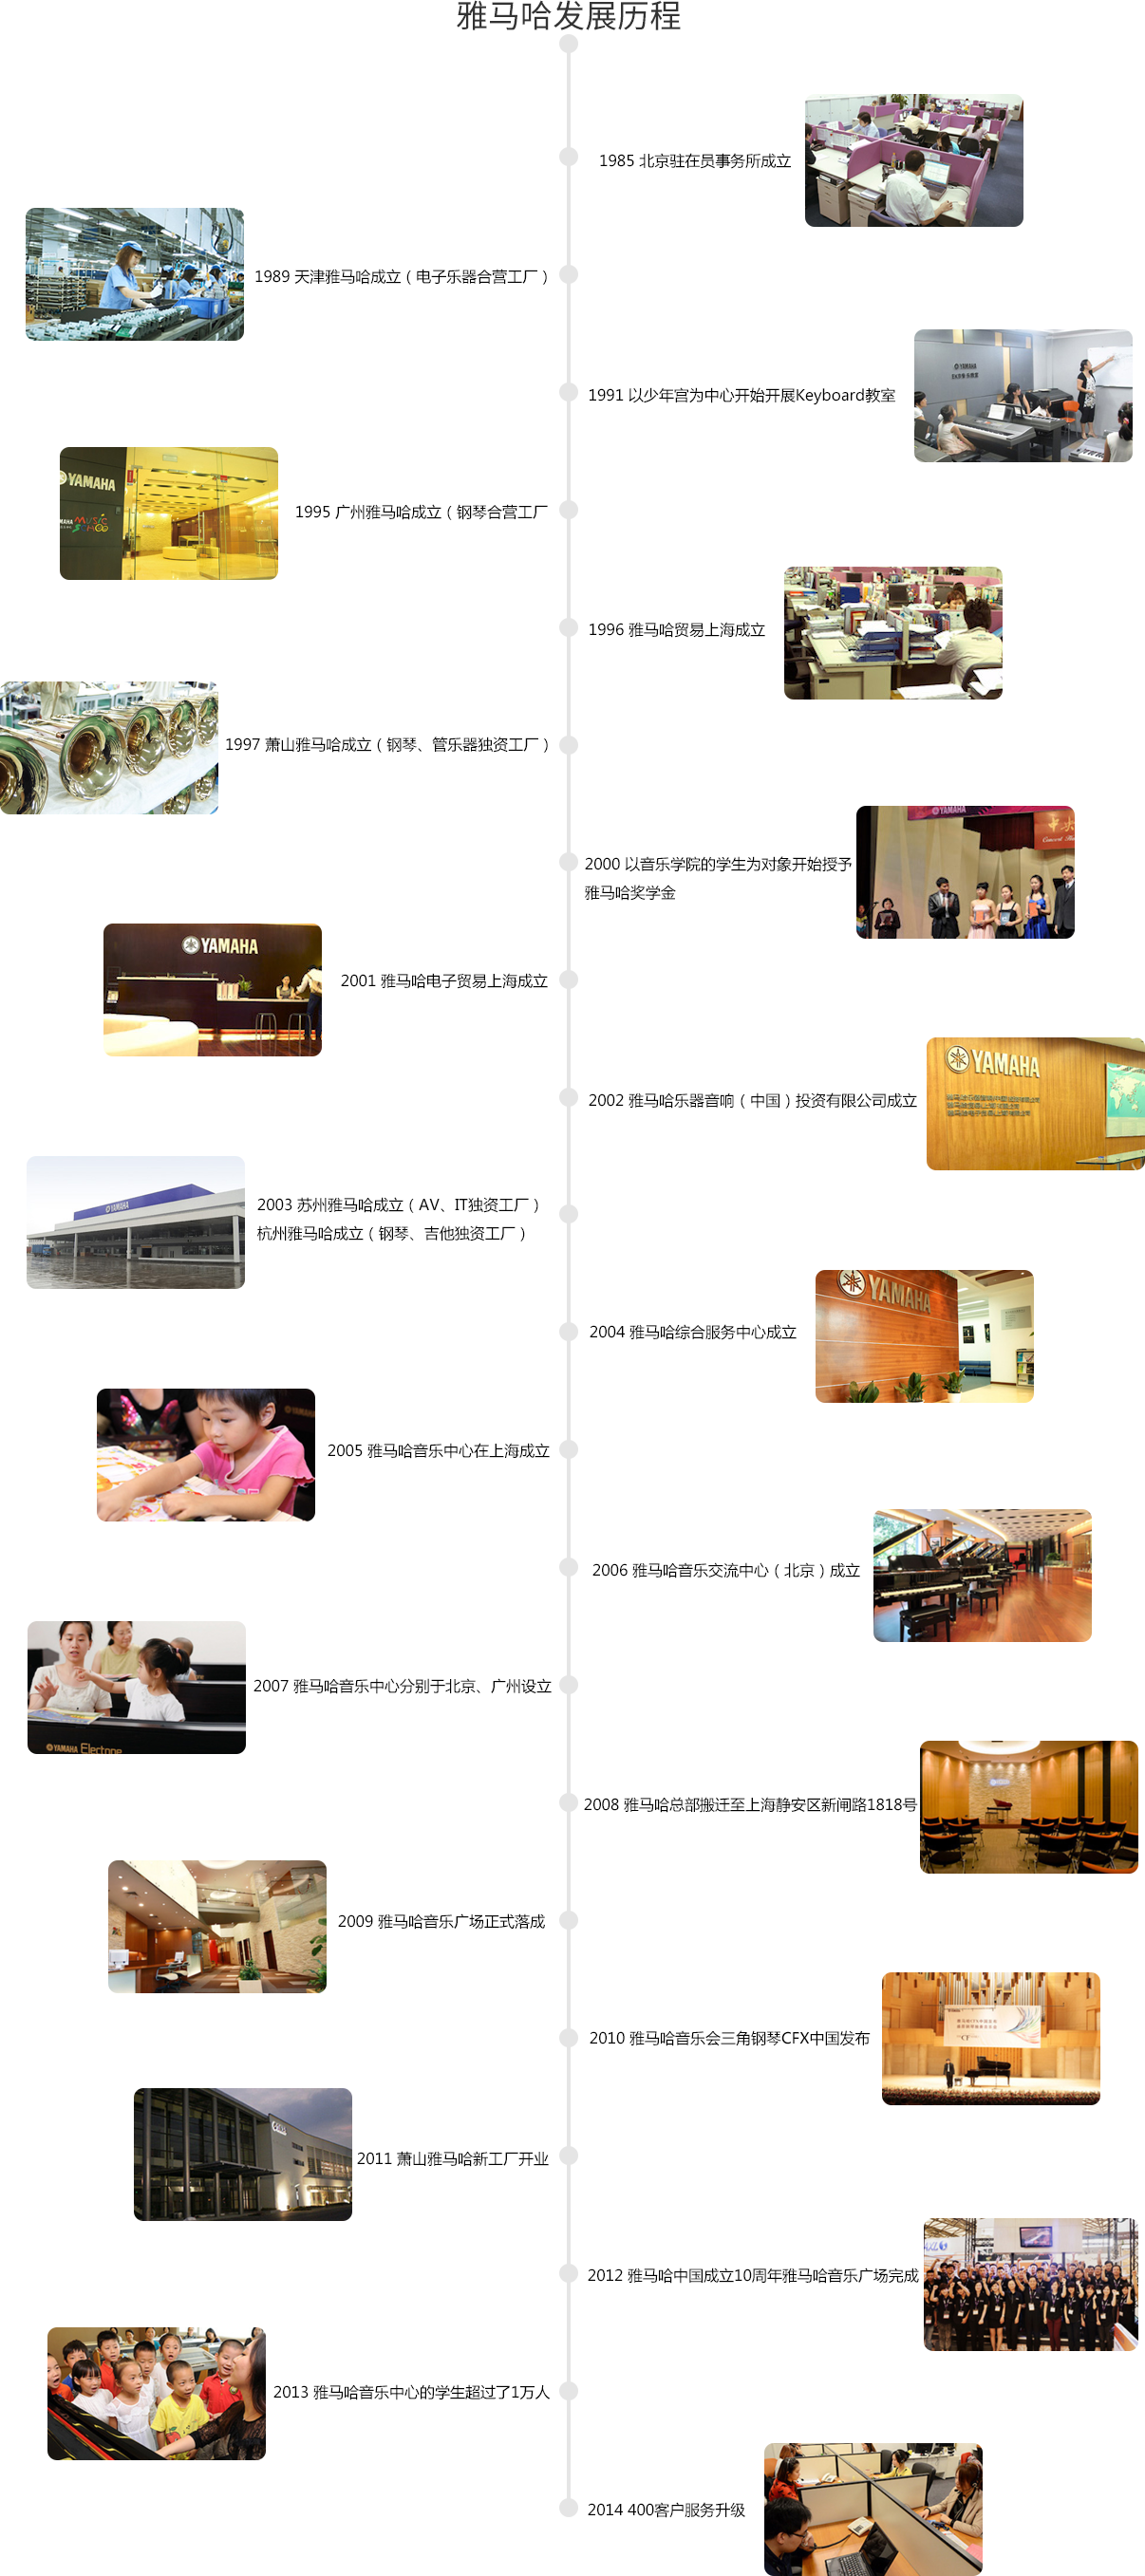 雅马哈发展历程
1985 北京驻在员事务所成立
1989 天津雅马哈成立（电子乐器合营工厂）
YAMAHA
1991 以少年宫为中心开始开展Keyboard教室
YAMAHA
MUSIC
1995 广州雅马哈成立（钢琴合营工厂
1996 雅马哈贸易上海成立
1997 萧山雅马哈成立（钢琴、管乐器独资工厂）
YAMAHA
中央
2000 以音乐学院的学生为对象开始授予
雅马哈奖学金
YAMAHA
2001 雅马哈电子贸易上海成立
YAMAHA
2002 雅马哈乐器音响（中国）投资有限公司成立
YAMAHA
2003 苏州雅马哈成立（AV、IT独资工厂）
杭州雅马哈成立（钢琴、吉他独资工厂）
YAMAHA
2004 雅马哈综合服务中心成立
2005 雅马哈音乐中心在上海成立
2006 雅马哈音乐交流中心（北京）成立
2007 雅马哈音乐中心分别于北京、广州设立
YAMAHA Electone
2008 雅马哈总部搬迁至上海静安区新闸路1818号
2009 雅马哈音乐广场正式落成
2010 雅马哈音乐会三角钢琴CFX中国发布
2011 萧山雅马哈新工厂开业
2012 雅马哈中国成立10周年雅马哈音乐广场完成
2013 雅马哈音乐中心的学生超过了1万人
2014 400客户服务升级